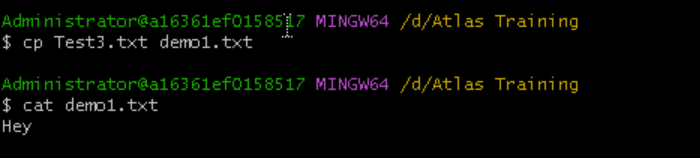 Administrator@a16361ef0158517 MINGW64 /d/Atlas Training
$ cp Test3.txt demo1.txt
Administrator@a16361ef0158517 MINGW64 /d/Atlas Training
$ cat demo1.txt
Hey